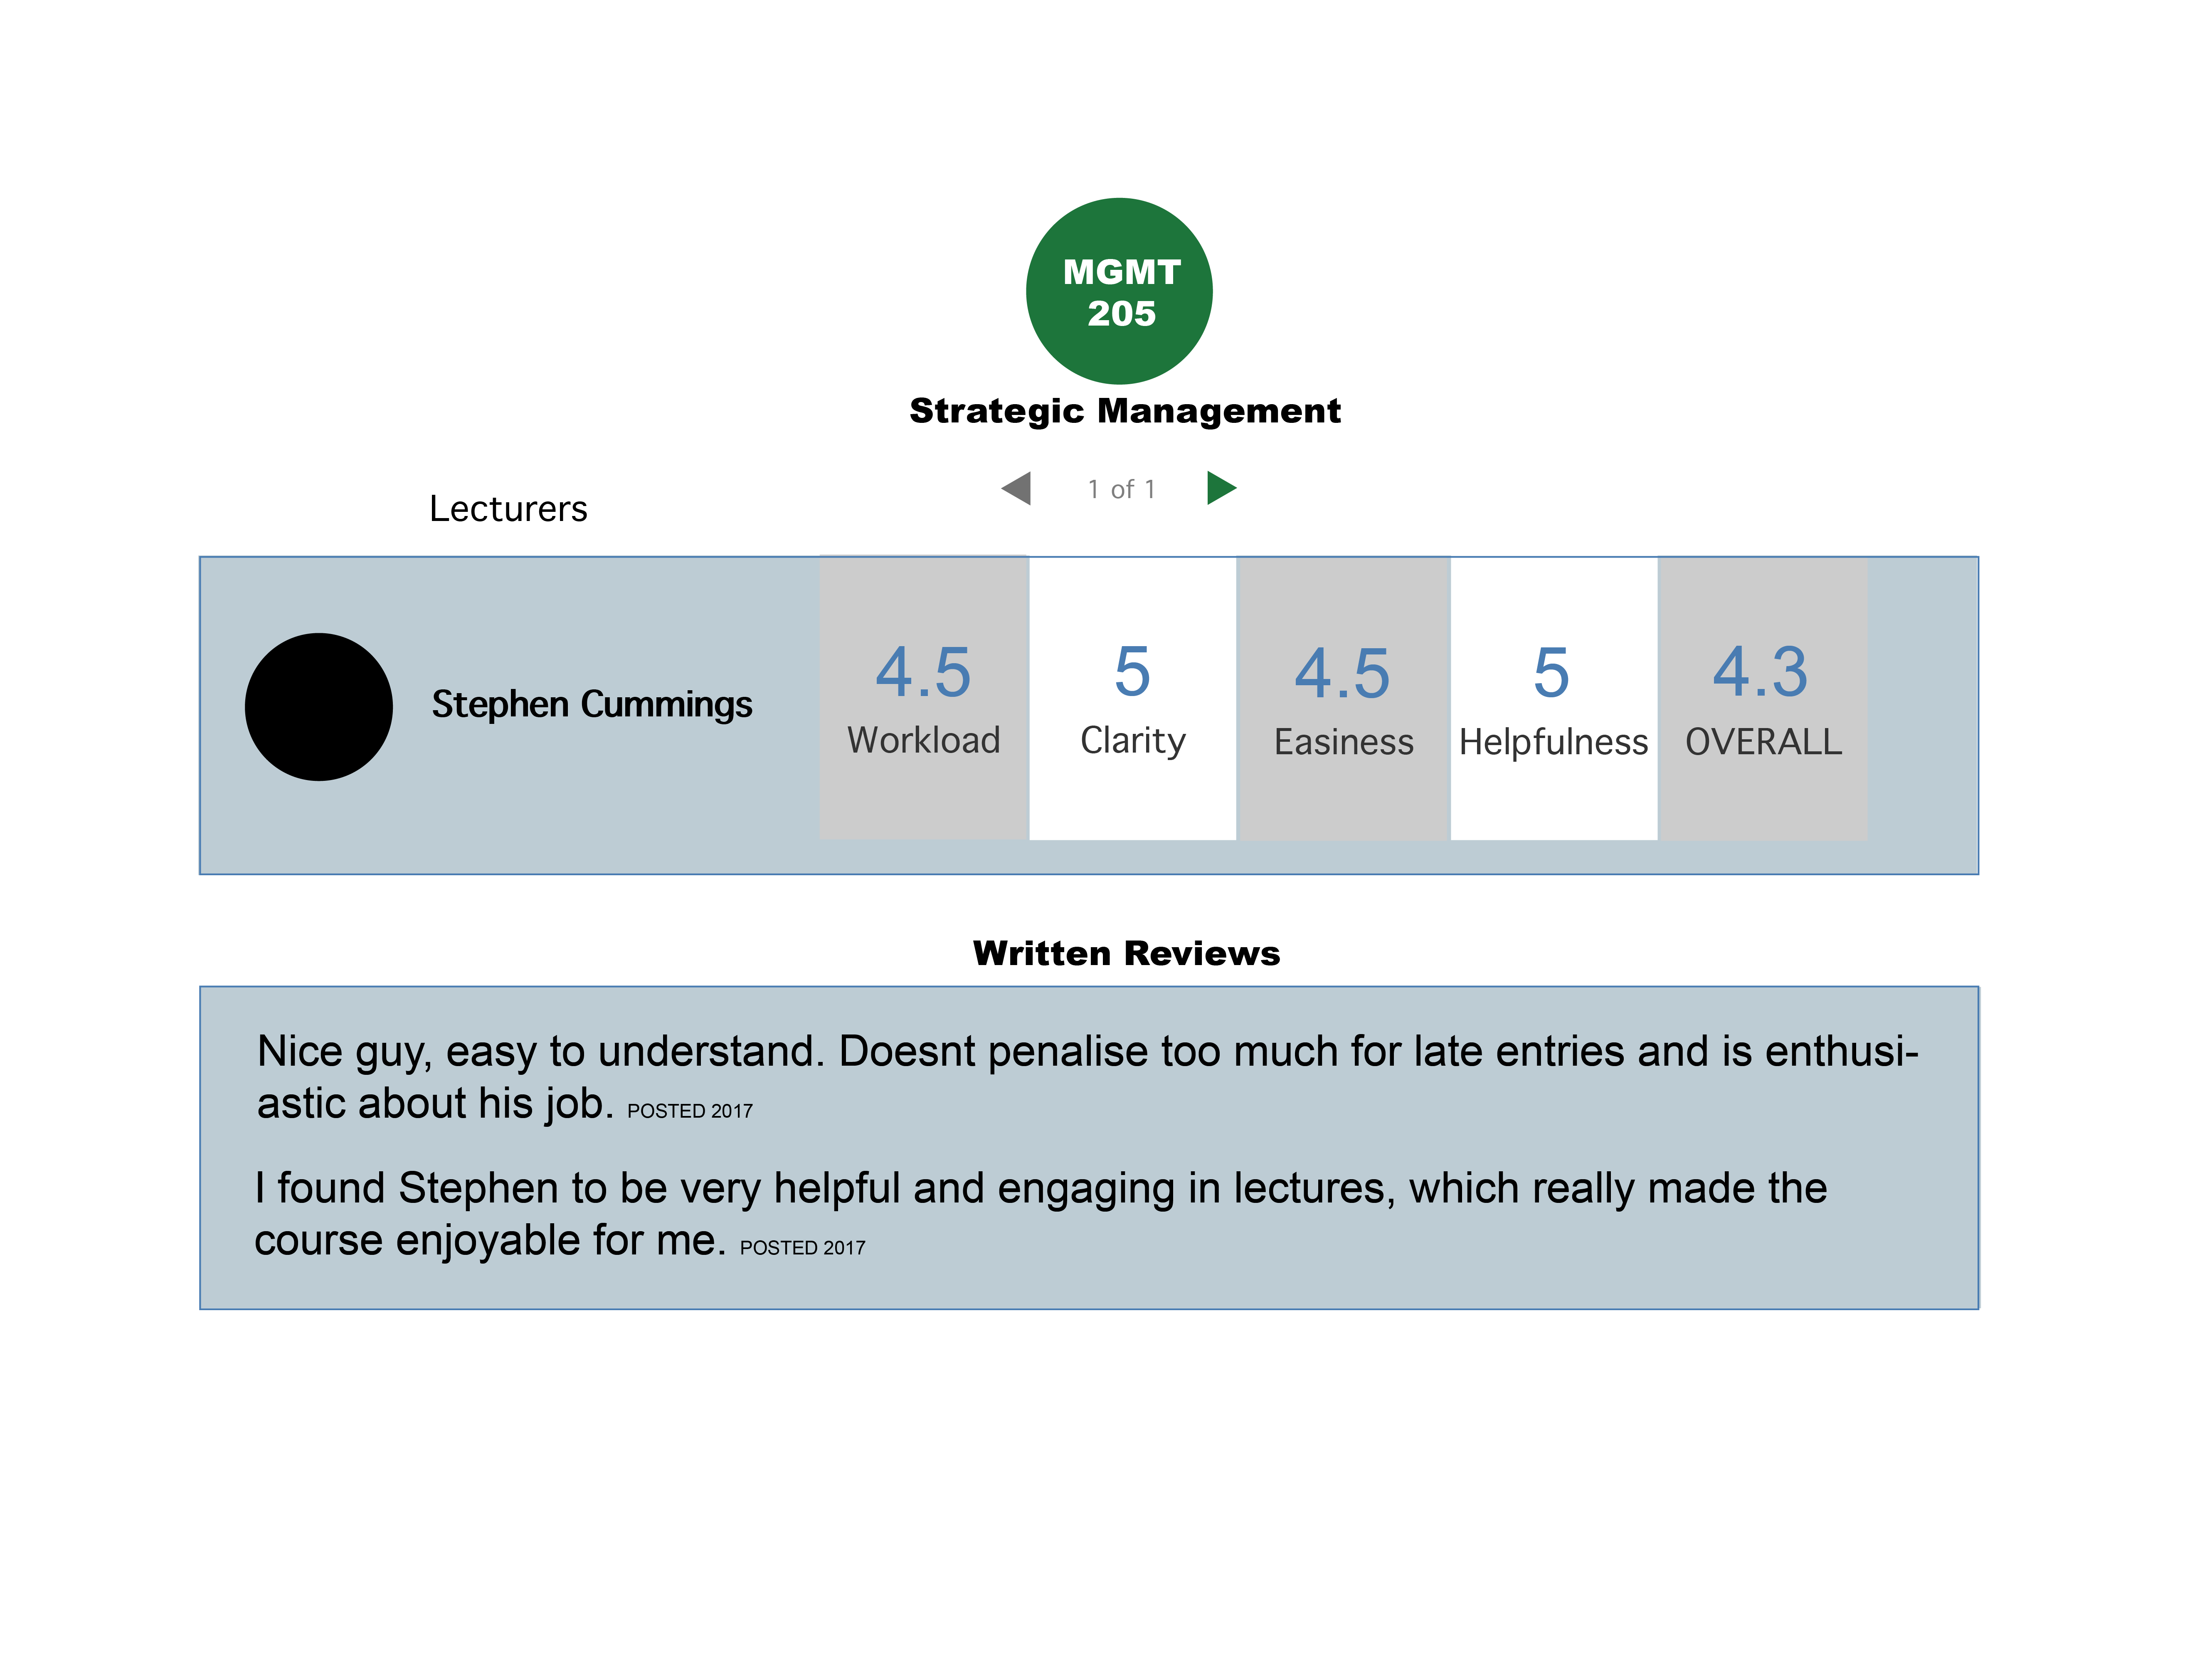 MGMT
205
Strategic Management
1 of 1
Lecturers
Stephen Cummings
4.5
Workload
5
Clarity
4.5
Easiness
5
Helpfulness
4.3
OVERALL
Written Reviews
Nice guy, easy to understand. Doesnt penalise too much for late entries and is enthusi-
astic about his job. POSTED 2017
I found Stephen to be very helpful and engaging in lectures, which really made the
course enjoyable for me. POSTED 2017